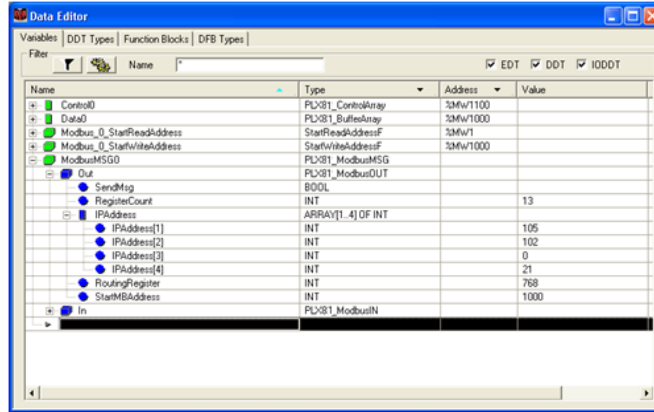 Data Editor
Variables DDT Types Function Blocks DFB Types
Filter
Name * EDT DDT IODDT
Name Type Address Value
Control0 PLX81_ControlArray %MW1100
Data0 PLX81_BufferArray %MW1000
Modbus_0_StartReadAddress StartReadAddressF %MW1
Modbus_0_StartWriteAddress StartWriteAddressF %MW1000
ModbusMSG0 PLX81_ModbusMSG
Out PLX81_ModbusOUT
SendMsg BOOL
RegisterCount INT 13
IPAddress ARRAY[1..4] OF INT
IPAddress[1] INT 105
IPAddress[2] INT 102
IPAddress[3] INT 0
IPAddress[4] INT 21
RoutingRegister INT 768
StartMBAddress INT 1000
In PLX81_ModbusIN